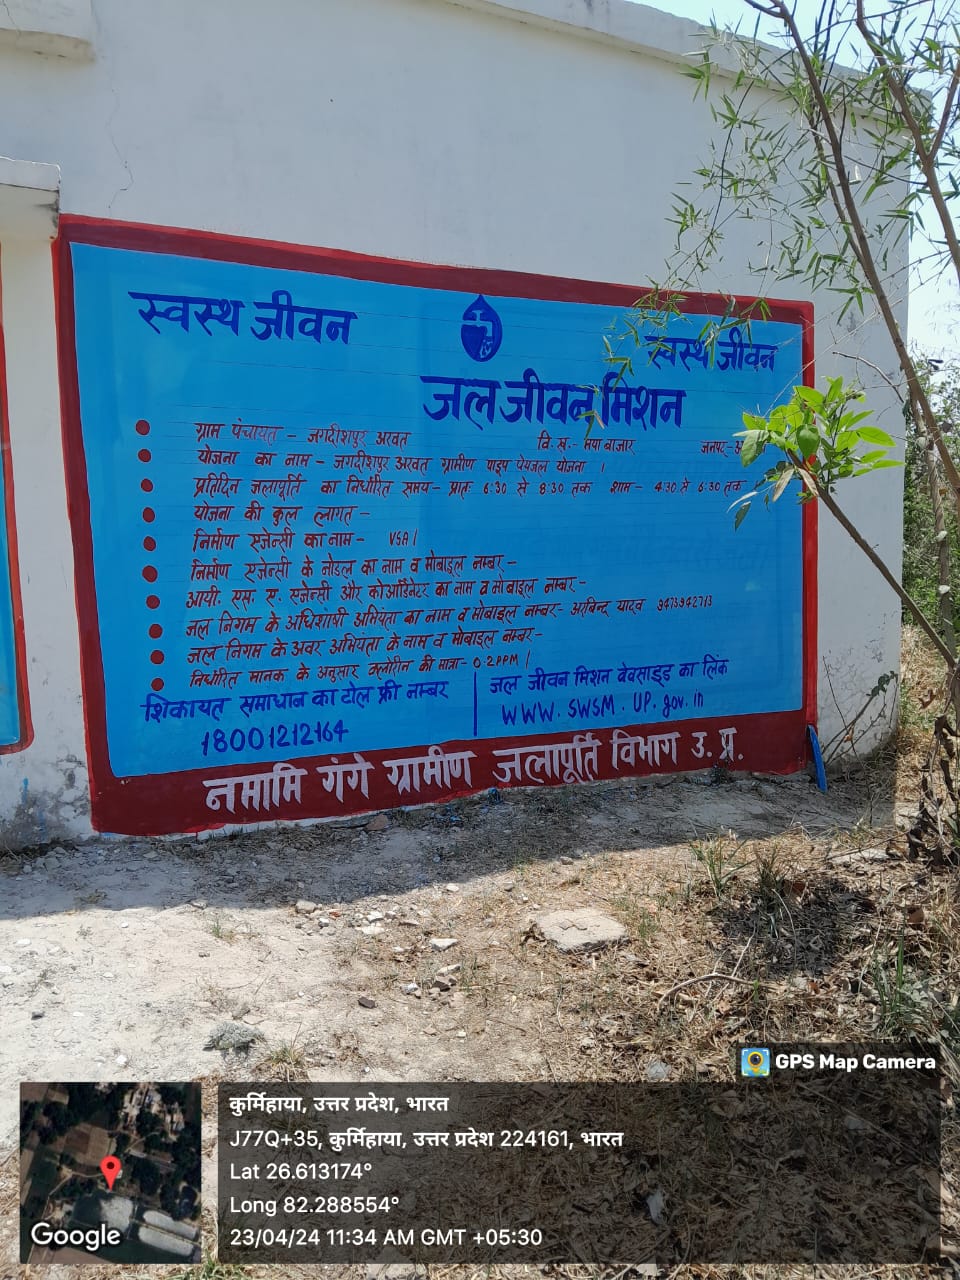 स्वस्थ जीवन
स्वस्थ जीवन
जल जीवन मिशन
ग्राम पंचायत - जगदीशपुर अरवत वि. ख.- मया बाजार जनपद-अ
योजना का नाम - जगदीशपुर अरवत ग्रामीण पाइप पेयजल योजना ।
प्रतिदिन जलापूर्ति का निर्धारित समय- प्रातः 6:30 से 8:30 तक शाम- 4:30 से 6:30 तक
योजना की कुल लागत -
निर्माण एजेन्सी का नाम - VSA ।
निर्माण एजेन्सी के नोडल का नाम व मोबाइल नम्बर -
आयी. एस. ए. एजेन्सी और कोआर्डिनेटर का नाम व मोबाइल नम्बर -
जल निगम के अधिशाषी अभियंता का नाम व मोबाइल नम्बर- अरविन्द यादव 9473942713
जल निगम के अवर अभियंता के नाम व मोबाइल नम्बर-
निर्धारित मानक के अनुसार क्लोरीन की मात्रा- 0.2PPM ।
शिकायत समाधान का टोल फ्री नम्बर
18001212164
जल जीवन मिशन वेबसाइड का लिंक
WWW. SWSM . UP. gov. in
नमामि गंगे ग्रामीण जलापूर्ति विभाग उ. प्र.
GPS Map Camera
कुर्मिहाया, उत्तर प्रदेश, भारत
J77Q+35, कुर्मिहाया, उत्तर प्रदेश 224161, भारत
Lat 26.613174°
Long 82.288554°
23/04/24 11:34 AM GMT +05:30
Google